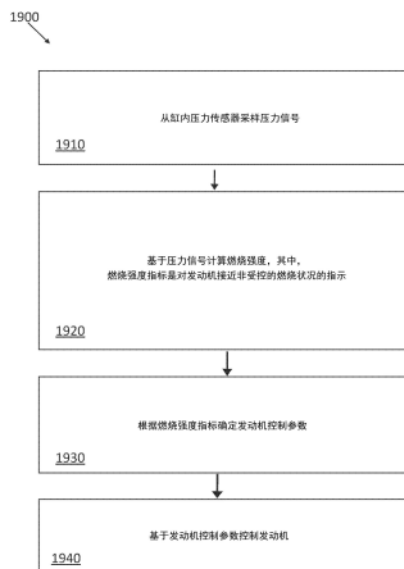 1900
从缸内压力传感器采样压力信号
1910
基于压力信号计算燃烧强度，其中，
燃烧强度指标是对发动机接近非受控的燃烧状况的指示
1920
根据燃烧强度指标确定发动机控制参数
1930
基于发动机控制参数控制发动机
1940